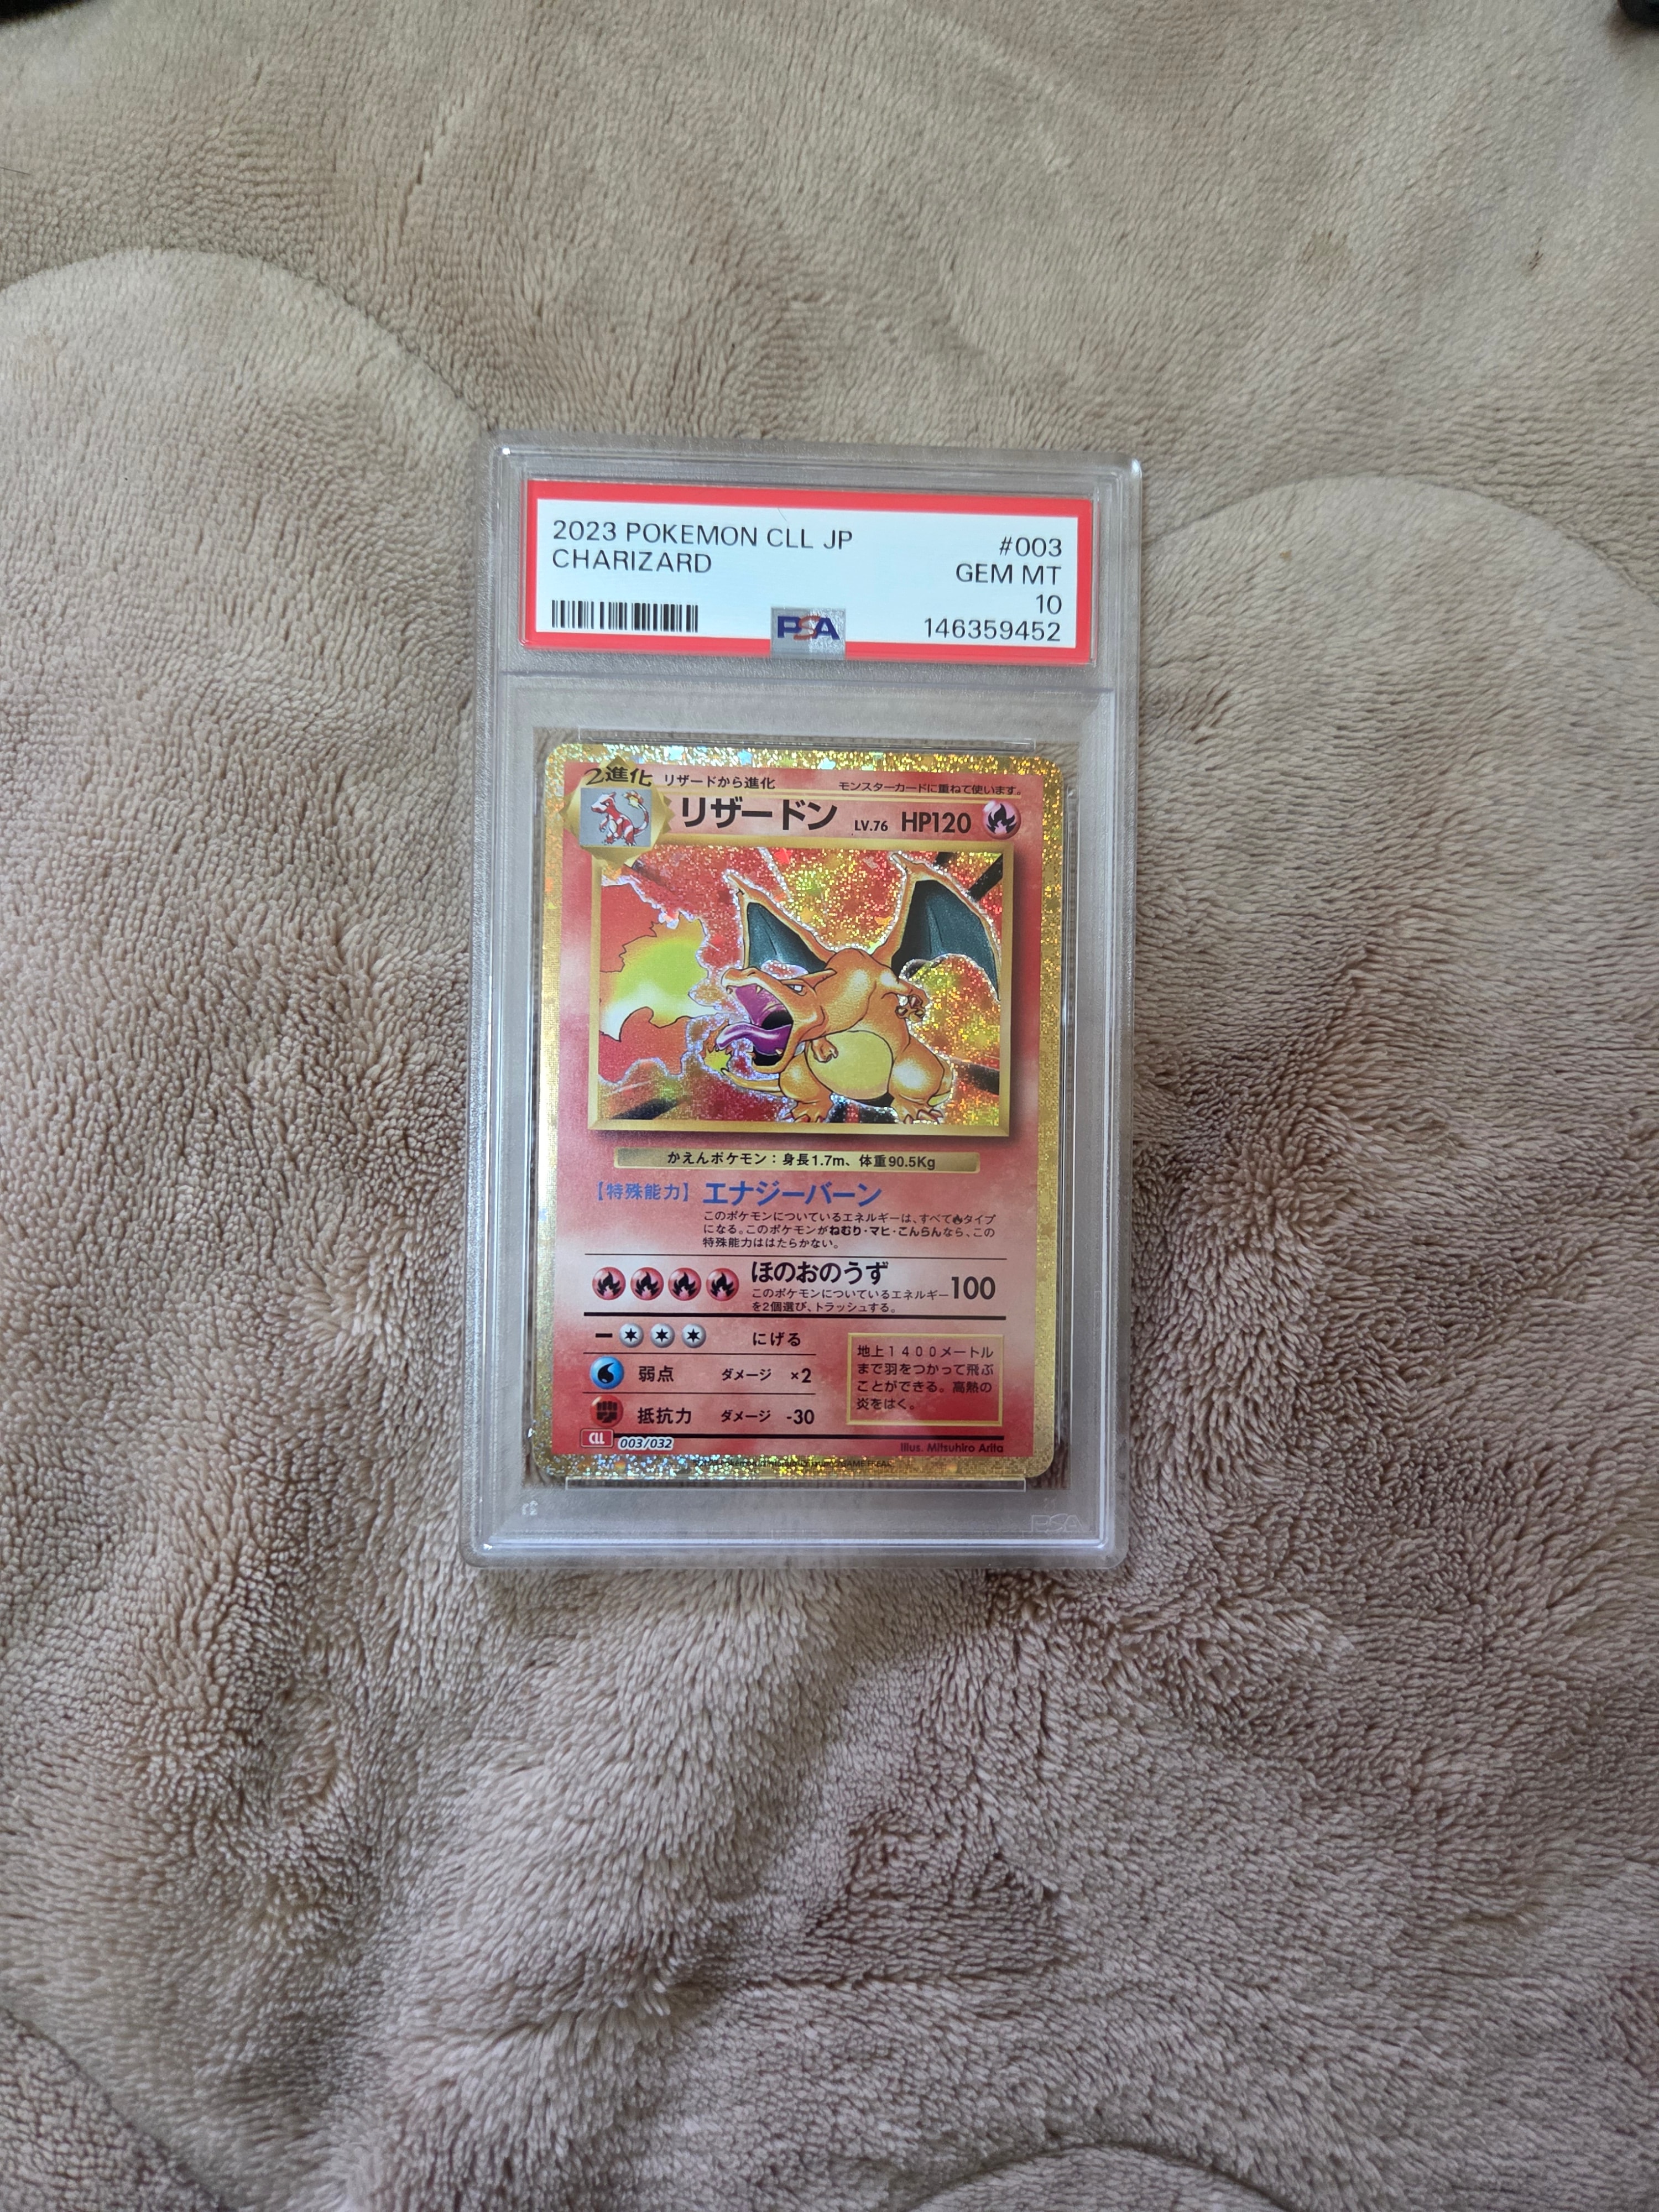 2023 POKEMON CLL JP #003
CHARIZARD GEM MT
10
PSA 146359452
2進化 リザードから進化 モンスターカードに重ねて使います。
リザードン LV.76 HP120
かえんポケモン：身長1.7m、体重90.5Kg
【特殊能力】エナジーバーン
このポケモンについているエネルギーは、すべてタイプ
になる。このポケモンがねむり・マヒ・こんらんなら、この
特殊能力ははたらかない。
ほのおのうず 100
このポケモンについているエネルギー
を2個選び、トラッシュする。
にげる
弱点 ダメージ ×2
抵抗力 ダメージ -30
地上1400メートル
まで羽をつかって飛ぶ
ことができる。高熱の
炎をはく。
CLL 003/032
Illus. Mitsuhiro Arita
PSA